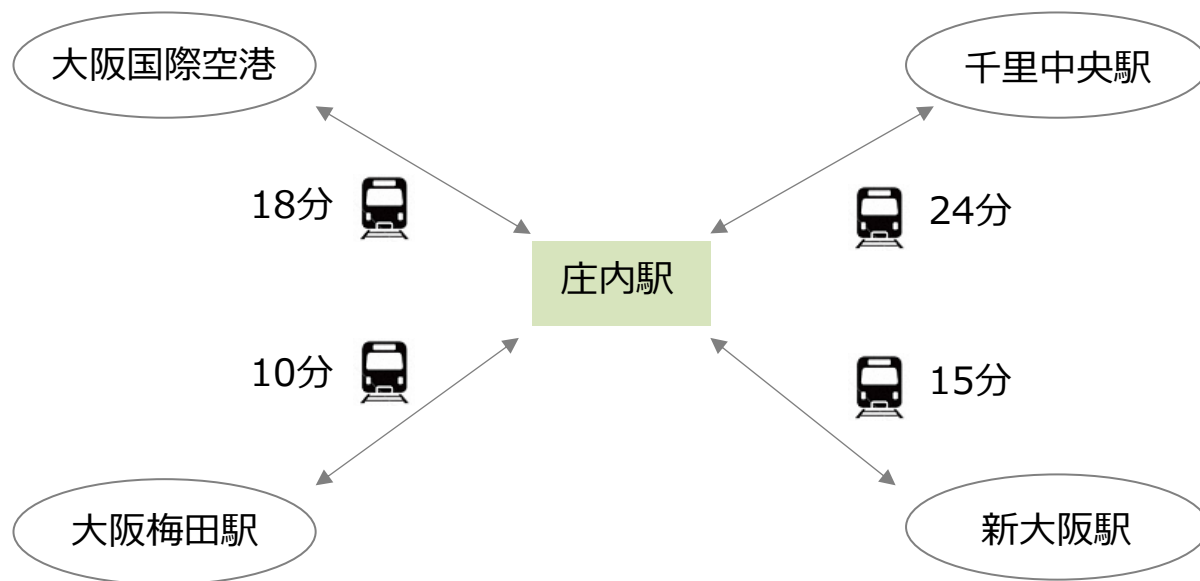 大阪国際空港
千里中央駅
18分
24分
庄内駅
10分
15分
大阪梅田駅
新大阪駅